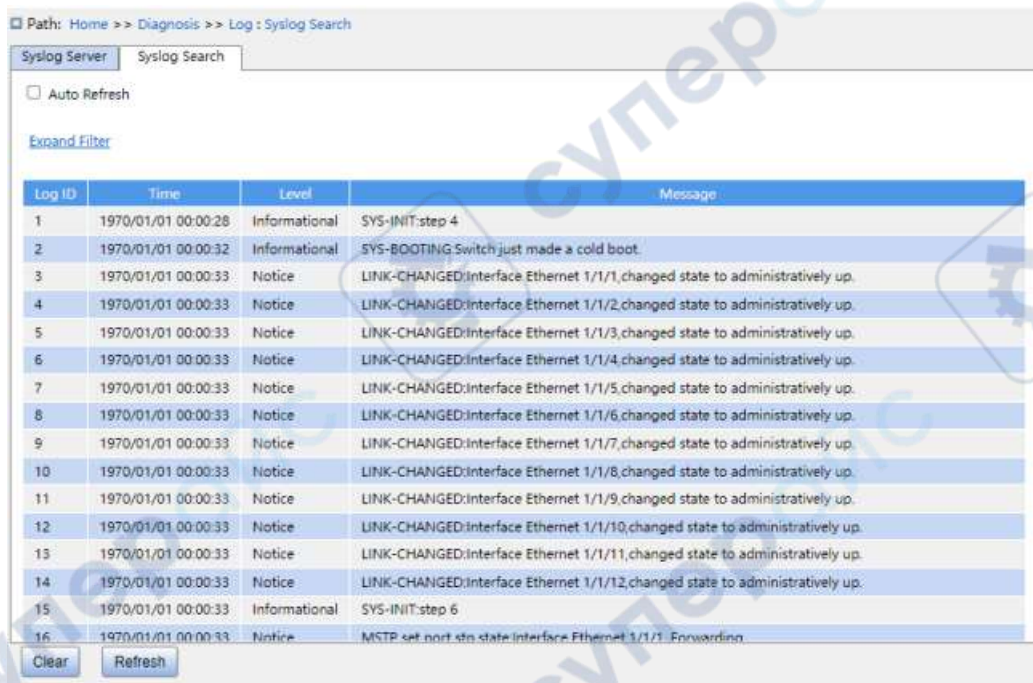 Path: Home >> Diagnosis >> Log : Syslog Search
Syslog Server Syslog Search
Auto Refresh
Expand Filter
Log ID Time Level Message
1 1970/01/01 00:00:28 Informational SYS-INIT:step 4
2 1970/01/01 00:00:32 Informational SYS-BOOTING:Switch just made a cold boot.
3 1970/01/01 00:00:33 Notice LINK-CHANGED:Interface Ethernet 1/1/1,changed state to administratively up.
4 1970/01/01 00:00:33 Notice LINK-CHANGED:Interface Ethernet 1/1/2,changed state to administratively up.
5 1970/01/01 00:00:33 Notice LINK-CHANGED:Interface Ethernet 1/1/3,changed state to administratively up.
6 1970/01/01 00:00:33 Notice LINK-CHANGED:Interface Ethernet 1/1/4,changed state to administratively up.
7 1970/01/01 00:00:33 Notice LINK-CHANGED:Interface Ethernet 1/1/5,changed state to administratively up.
8 1970/01/01 00:00:33 Notice LINK-CHANGED:Interface Ethernet 1/1/6,changed state to administratively up.
9 1970/01/01 00:00:33 Notice LINK-CHANGED:Interface Ethernet 1/1/7,changed state to administratively up.
10 1970/01/01 00:00:33 Notice LINK-CHANGED:Interface Ethernet 1/1/8,changed state to administratively up.
11 1970/01/01 00:00:33 Notice LINK-CHANGED:Interface Ethernet 1/1/9,changed state to administratively up.
12 1970/01/01 00:00:33 Notice LINK-CHANGED:Interface Ethernet 1/1/10,changed state to administratively up.
13 1970/01/01 00:00:33 Notice LINK-CHANGED:Interface Ethernet 1/1/11,changed state to administratively up.
14 1970/01/01 00:00:33 Notice LINK-CHANGED:Interface Ethernet 1/1/12,changed state to administratively up.
15 1970/01/01 00:00:33 Informational SYS-INIT:step 6
16 1970/01/01 00:00:33 Notice MSTP set port stp state:Interface Ethernet 1/1/1, Forwarding
Clear Refresh